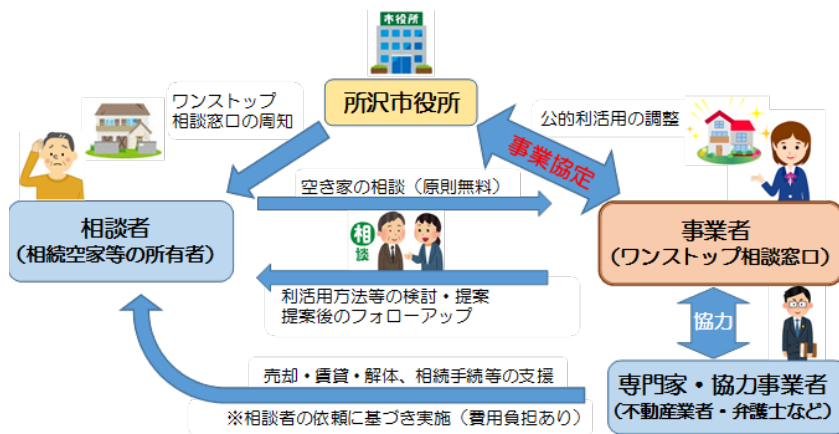 市役所
所沢市役所
ワンストップ
相談窓口の周知
公的利活用の調整
事業協定
空き家の相談（原則無料）
相談者
（相続空家等の所有者）
相
談
事業者
（ワンストップ相談窓口）
利活用方法等の検討・提案
提案後のフォローアップ
協力
売却・賃貸・解体、相続手続等の支援
※相談者の依頼に基づき実施（費用負担あり）
専門家・協力事業者
（不動産業者・弁護士など）